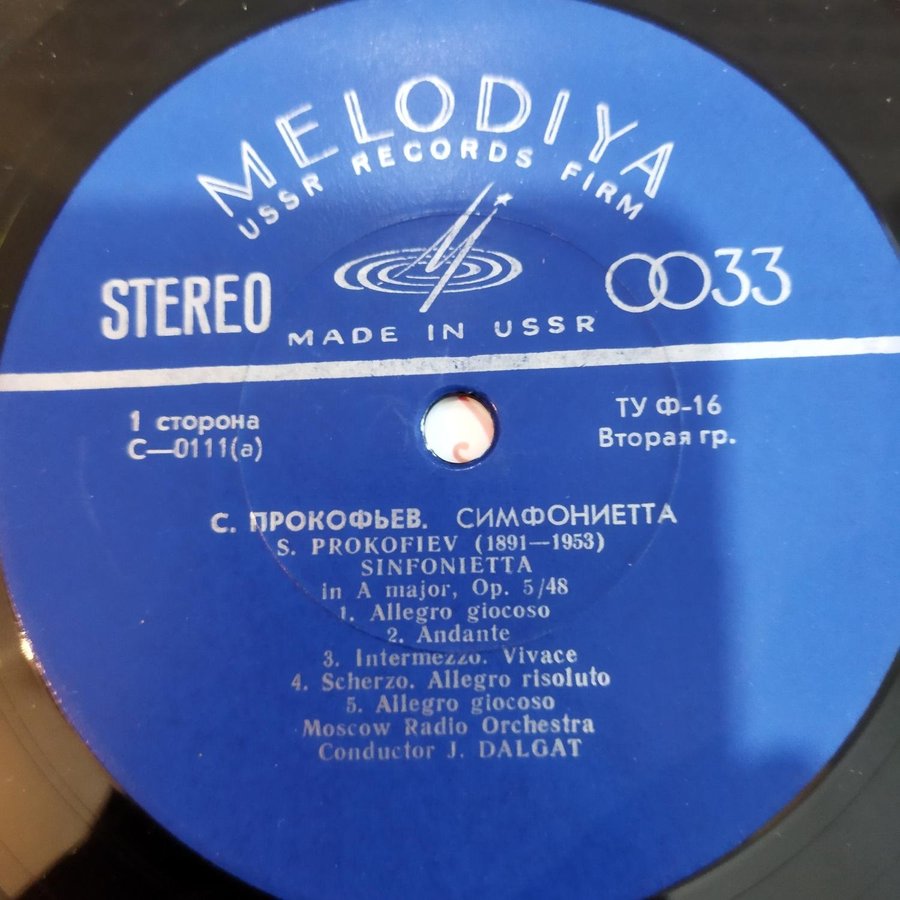 MELODIYA
USSR RECORDS FIRM
STEREO
33
MADE IN USSR
1 сторона
С—0111(а)
ТУ Ф-16
Вторая гр.
С. ПРОКОФЬЕВ. СИМФОНИЕТТА
S. PROKOFIEV (1891—1953)
SINFONIETTA
in A major, Op. 5/48
1. Allegro giocoso
2. Andante
3. Intermezzo. Vivace
4. Scherzo. Allegro risoluto
5. Allegro giocoso
Moscow Radio Orchestra
Conductor J. DALGAT